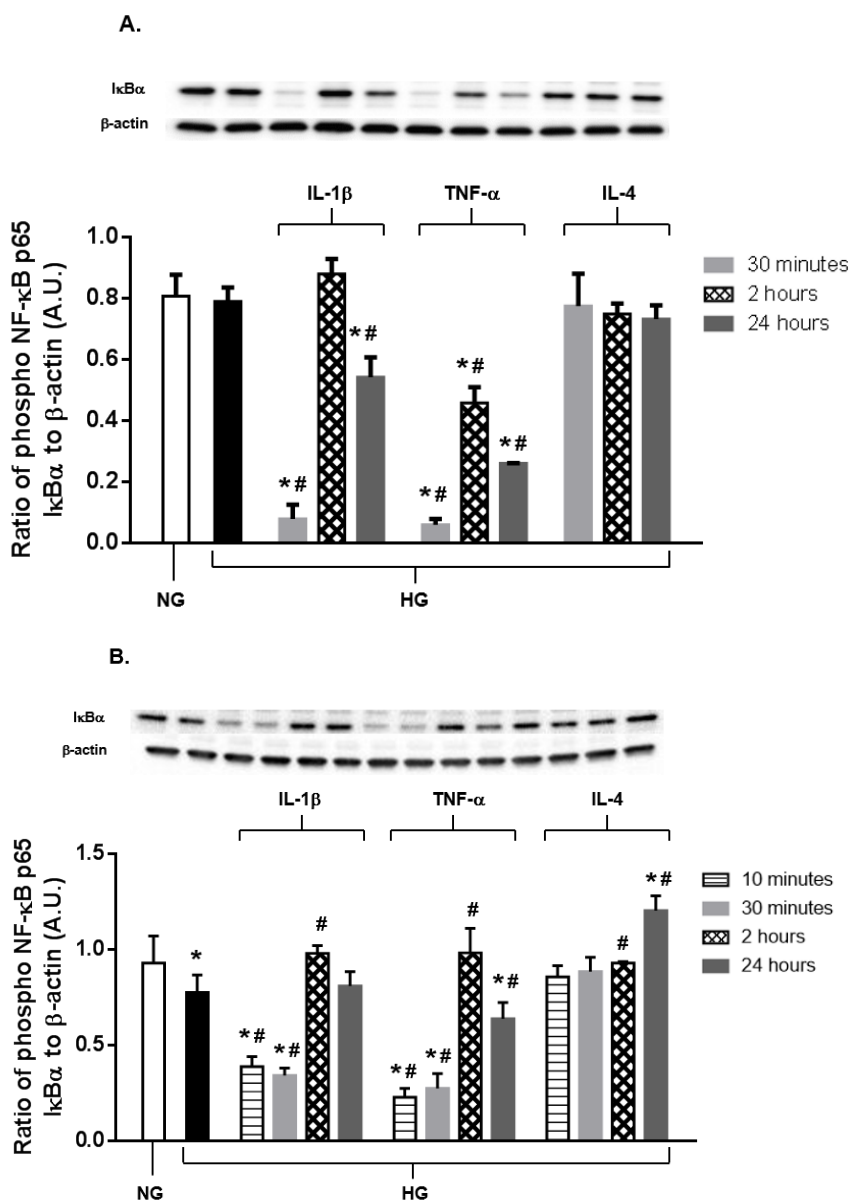 A.
IκBα
β-actin
IL-1β TNF-α IL-4
Ratio of phospho NF-κB p65
IκBα to β-actin (A.U.)
1.0
0.8
0.6
0.4
0.2
0.0
*# *# *# *# *#
30 minutes
2 hours
24 hours
NG HG
B.
IκBα
β-actin
IL-1β TNF-α IL-4
Ratio of phospho NF-κB p65
IκBα to β-actin (A.U.)
1.5
1.0
0.5
0.0
* *# *# # *# *# # *# # *#
10 minutes
30 minutes
2 hours
24 hours
NG HG